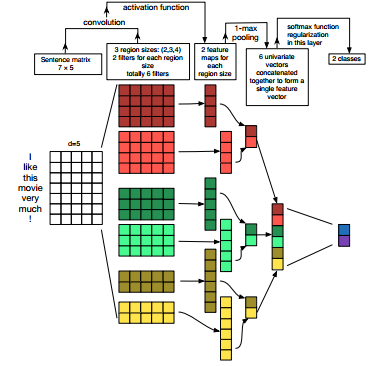 activation function
convolution
1-max
pooling
softmax function
regularization
in this layer
Sentence matrix
7 × 5
3 region sizes: (2,3,4)
2 filters for each region
size
totally 6 filters
2 feature
maps for
each
region size
6 univariate
vectors
concatenated
together to form a
single feature
vector
2 classes
d=5
I
like
this
movie
very
much
!